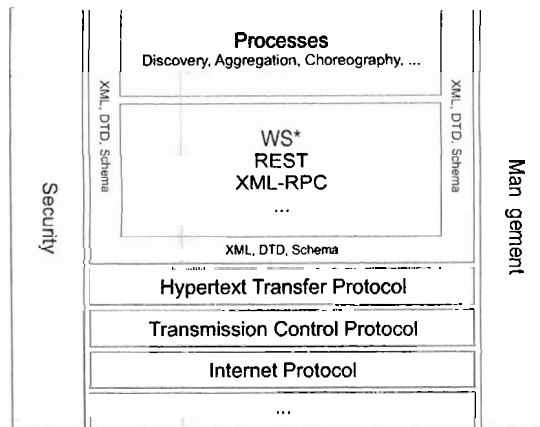 Processes
Discovery, Aggregation, Choreography, ...
XML, DTD, Schema
XML, DTD, Schema
WS*
REST
XML-RPC
...
Security
Man gement
XML, DTD, Schema
Hypertext Transfer Protocol
Transmission Control Protocol
Internet Protocol
...